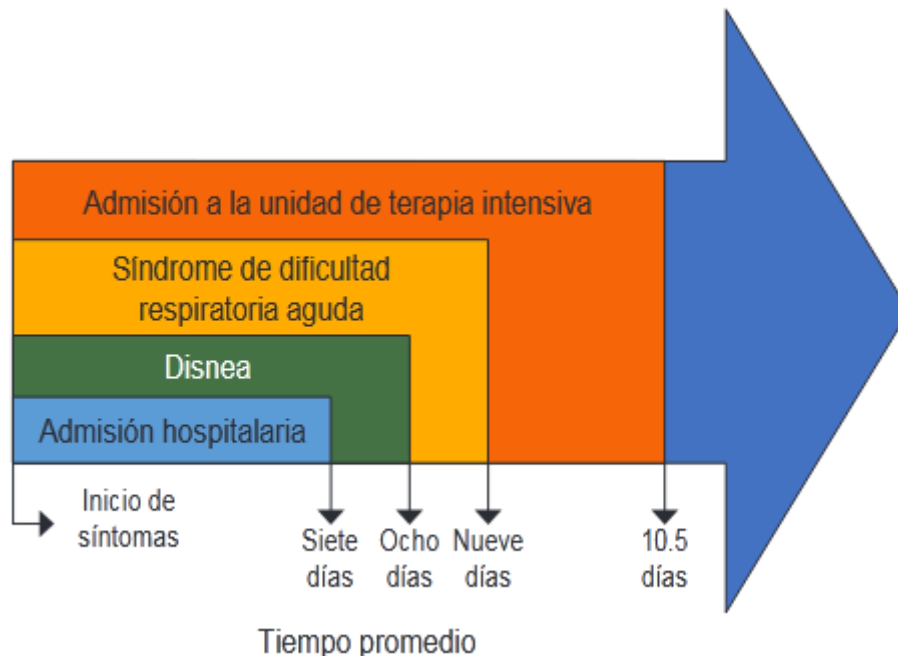 Admisión a la unidad de terapia intensiva
Síndrome de dificultad
respiratoria aguda
Disnea
Admisión hospitalaria
Inicio de
síntomas
Siete
días
Ocho
días
Nueve
días
10.5
días
Tiempo promedio